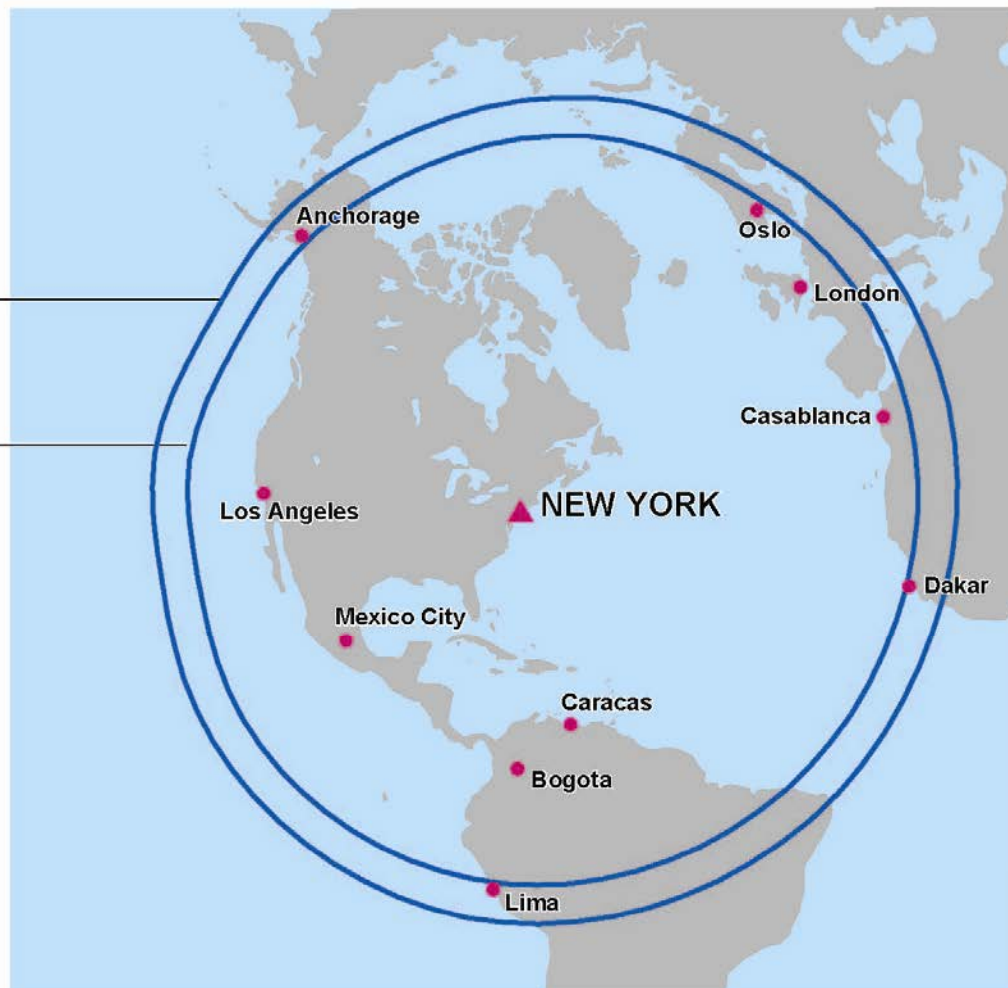 Anchorage
Oslo
London
Casablanca
Los Angeles
NEW YORK
Dakar
Mexico City
Caracas
Bogota
Lima